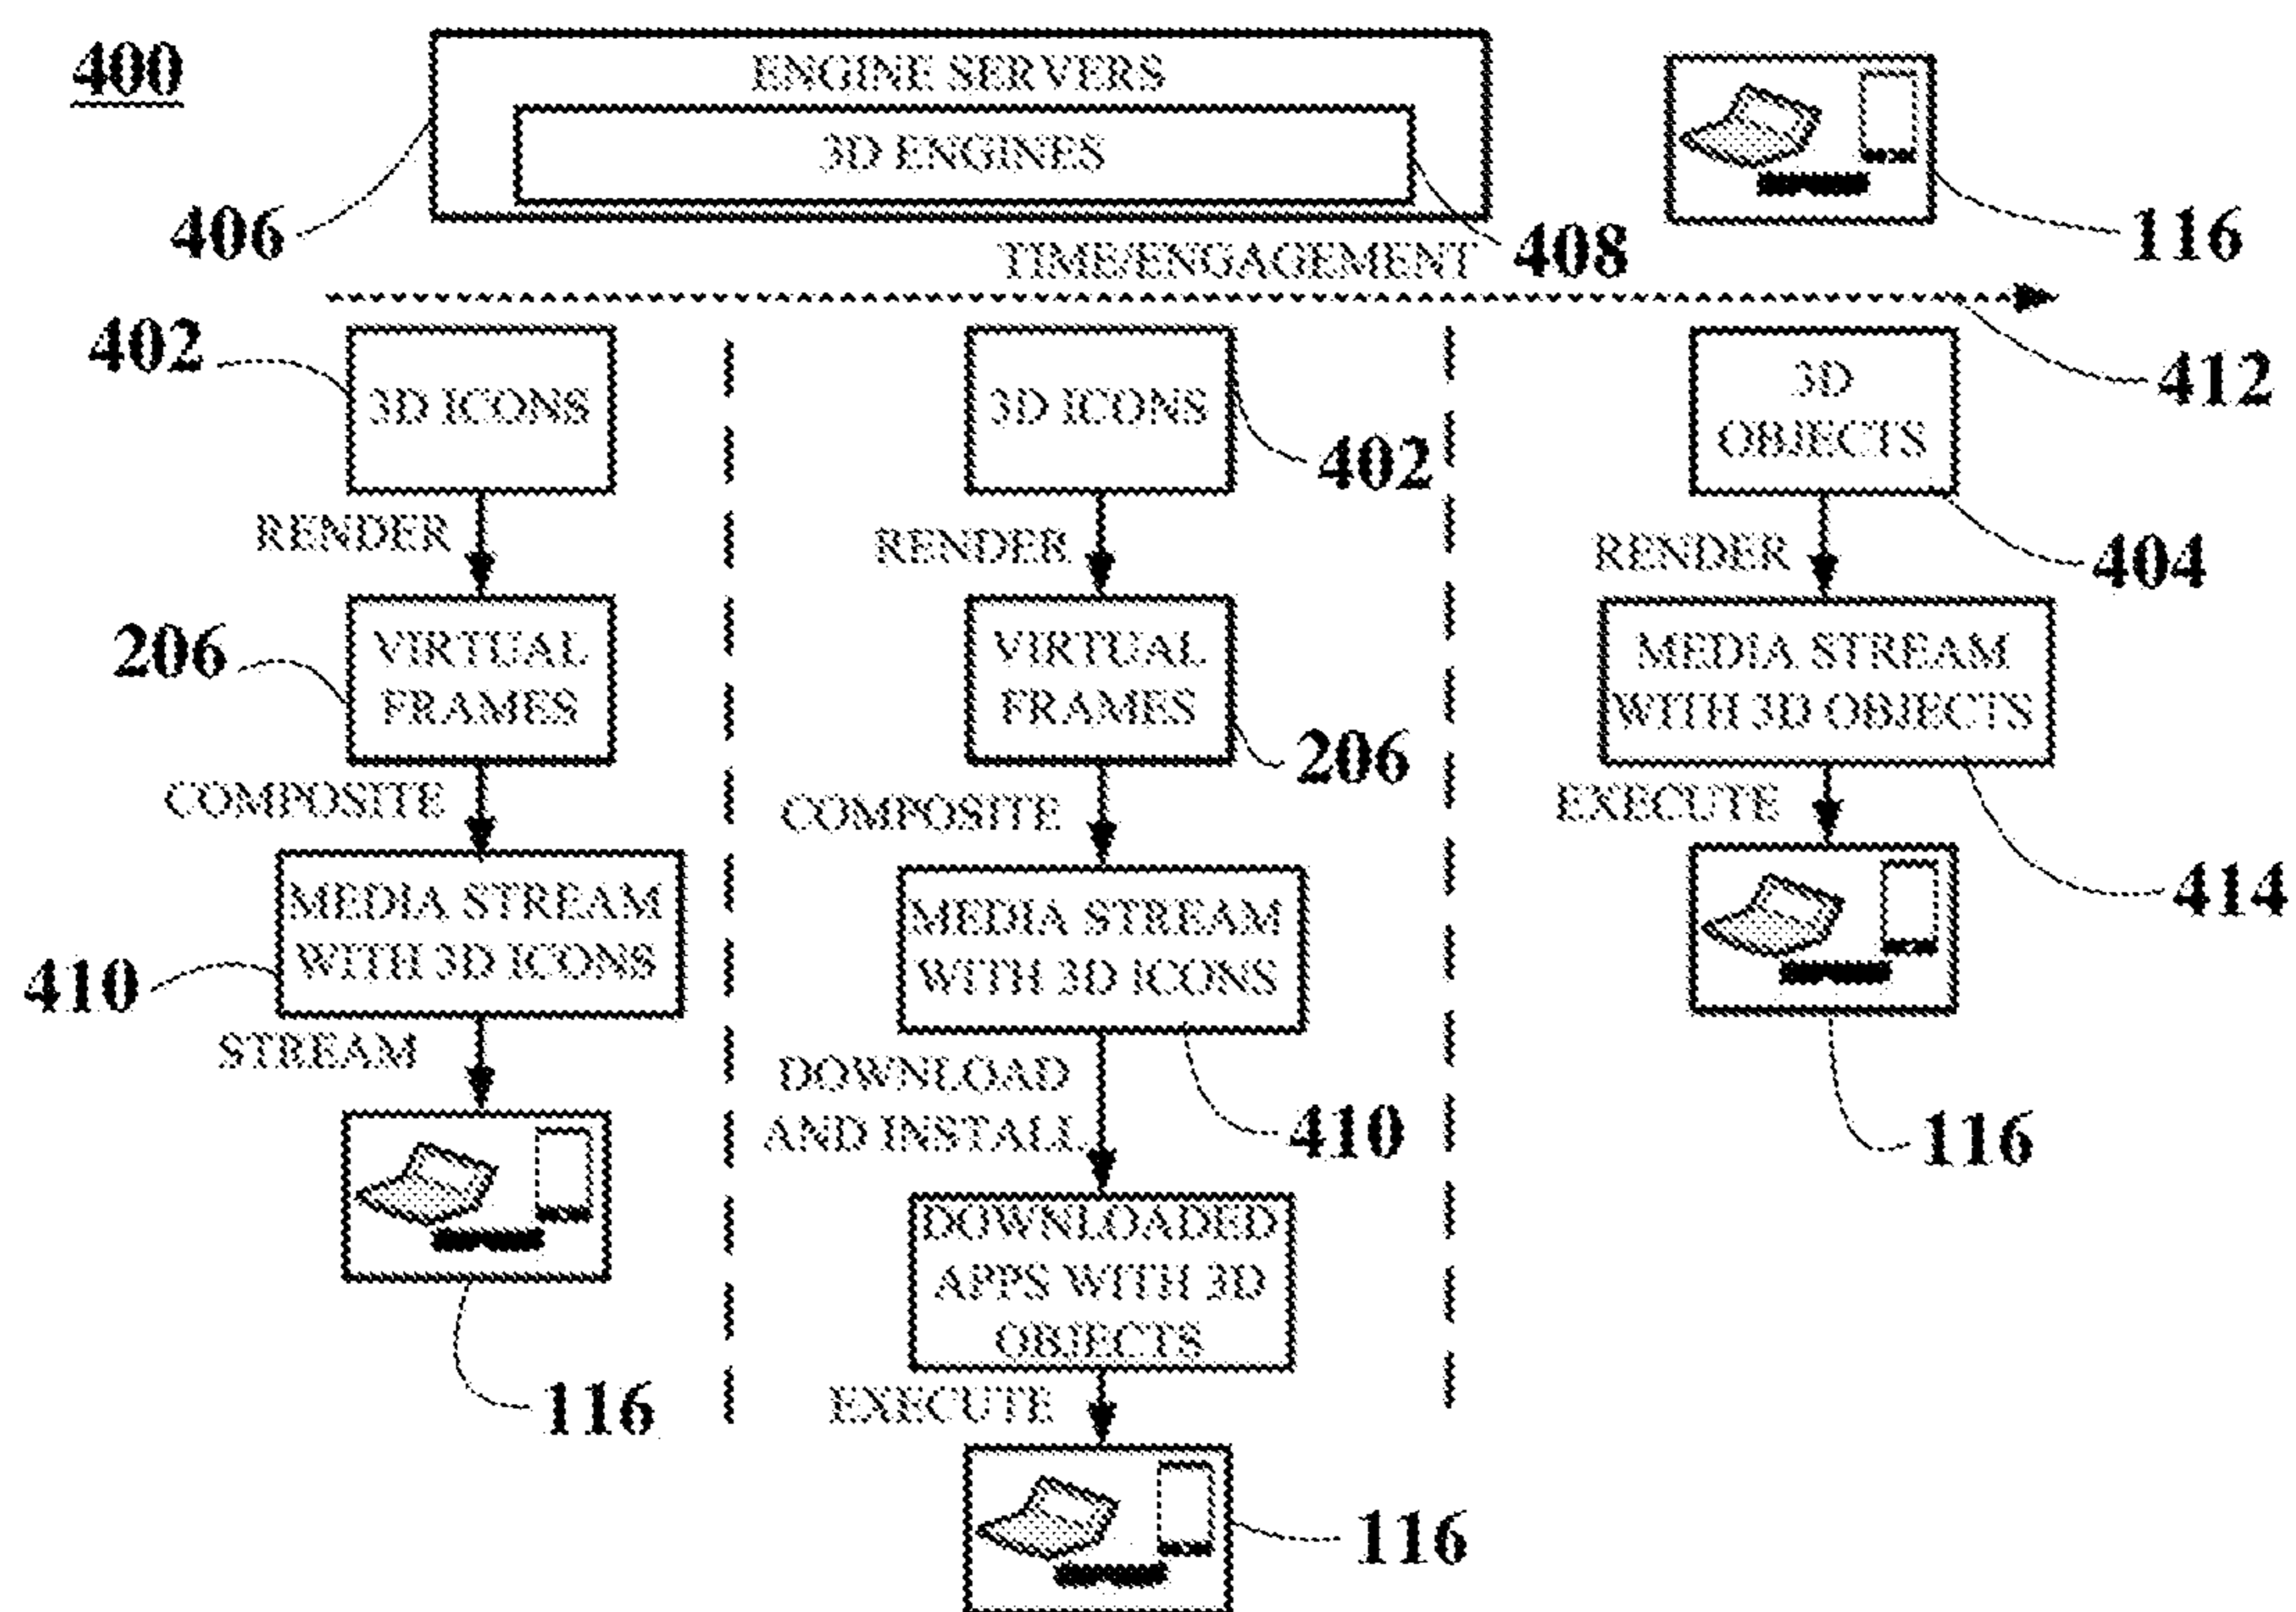 400
ENGINE SERVERS
3D ENGINES
406
408
116
TIME/ENGAGEMENT
412
402
3D ICONS
RENDER
206
VIRTUAL
FRAMES
COMPOSITE
410
MEDIA STREAM
WITH 3D ICONS
STREAM
116
3D ICONS
402
RENDER
VIRTUAL
FRAMES
206
COMPOSITE
MEDIA STREAM
WITH 3D ICONS
410
DOWNLOAD
AND INSTALL
DOWNLOADED
APPS WITH 3D
OBJECTS
EXECUTE
116
3D
OBJECTS
404
RENDER
MEDIA STREAM
WITH 3D OBJECTS
414
EXECUTE
116